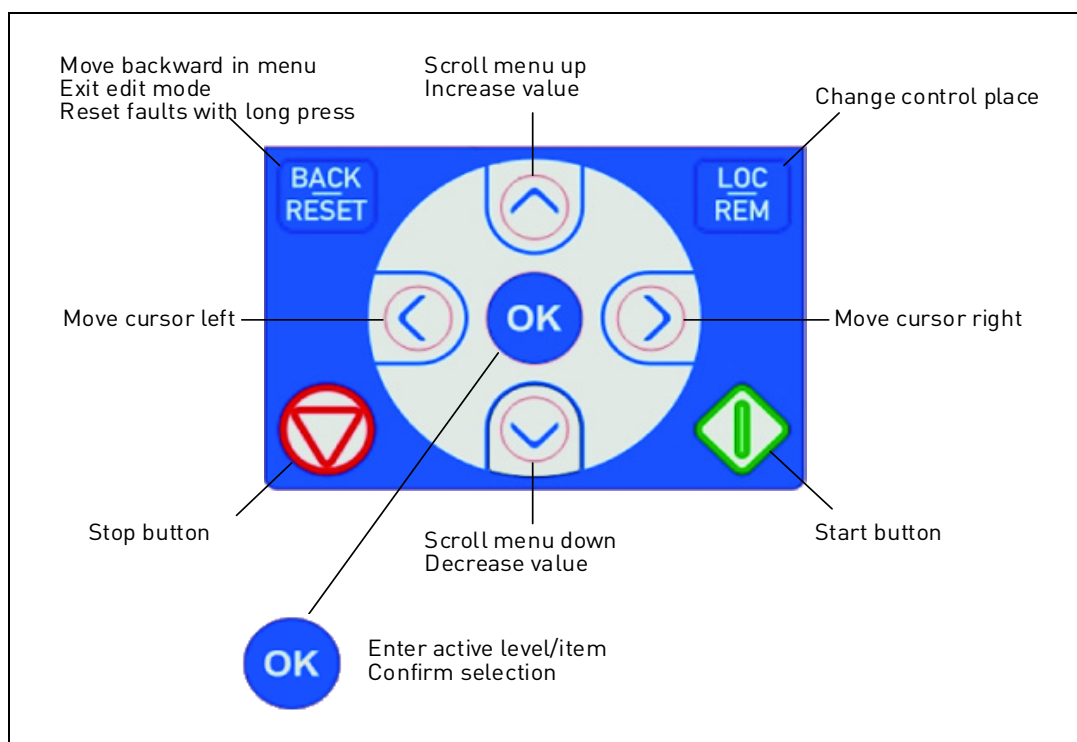 Move backward in menu
Exit edit mode
Reset faults with long press
Scroll menu up
Increase value
Change control place
BACK
RESET
LOC
REM
Move cursor left
OK
Move cursor right
Stop button
Scroll menu down
Decrease value
Start button
OK
Enter active level/item
Confirm selection